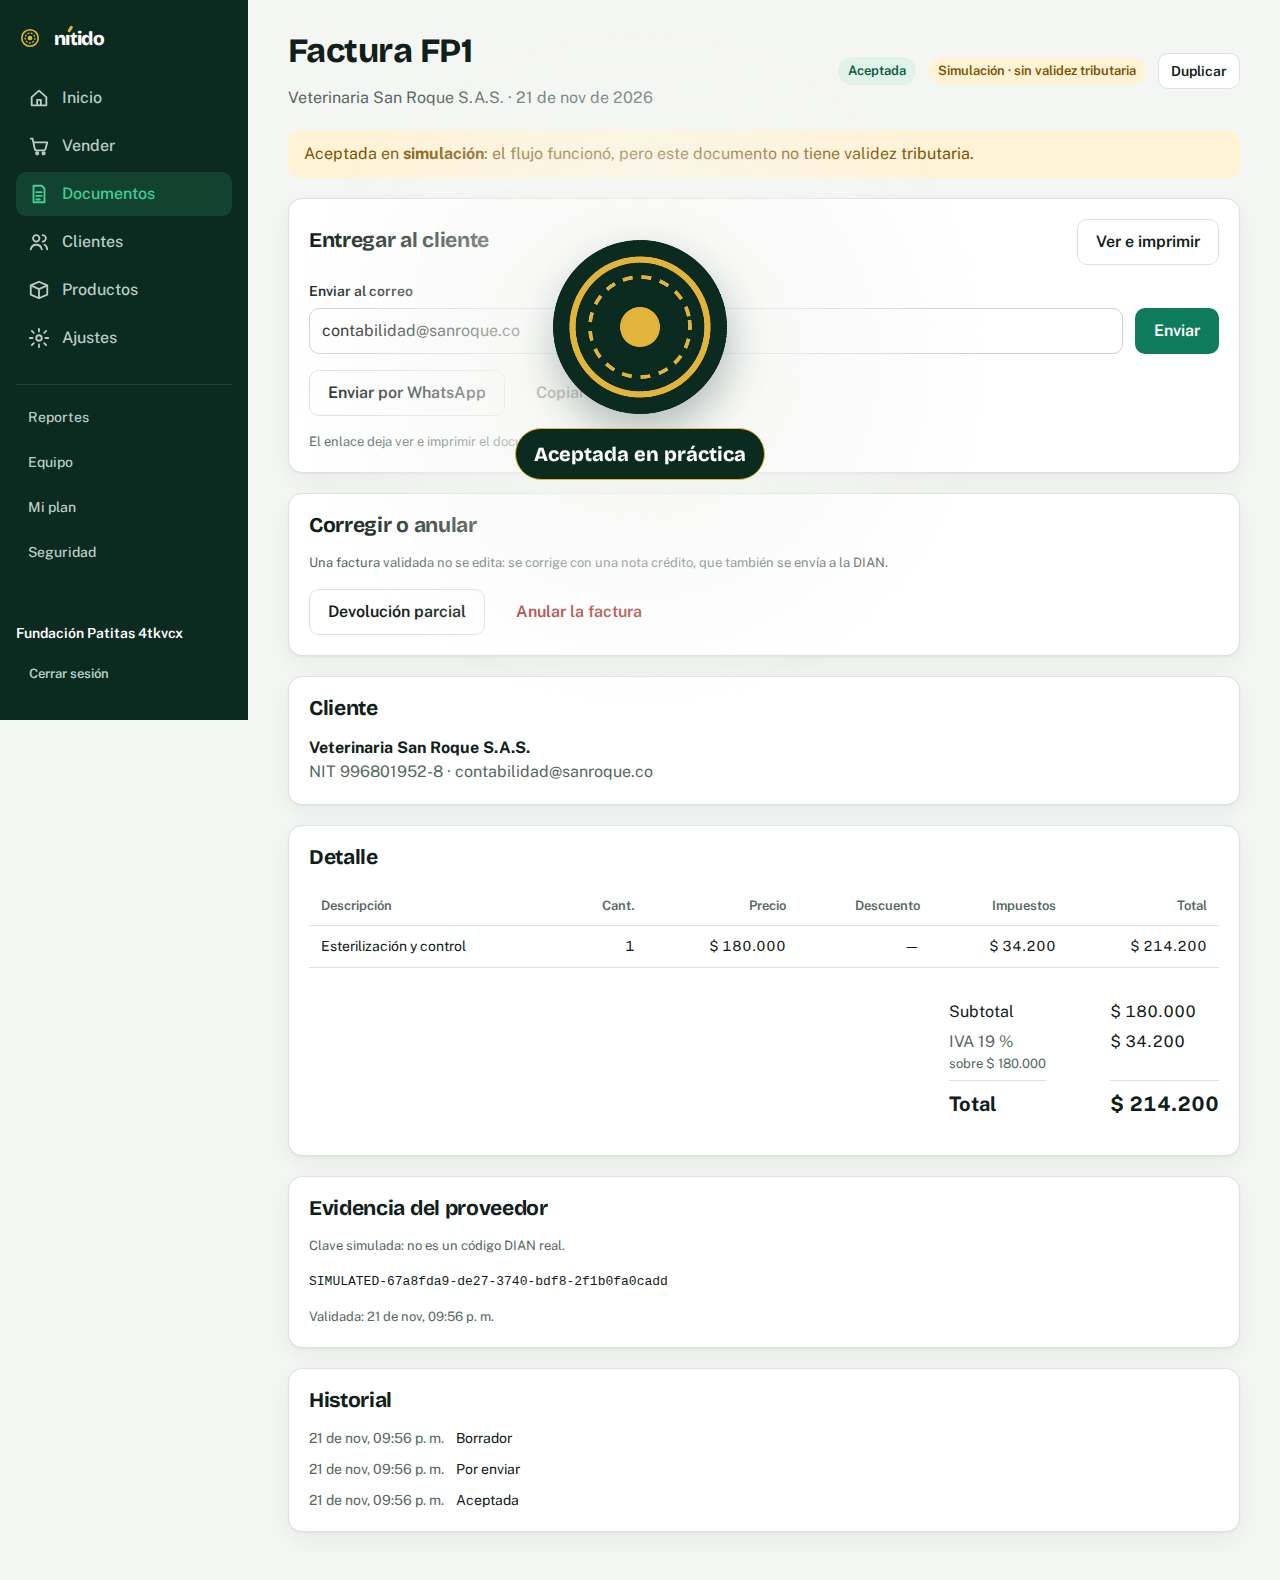 nítido
Inicio
Vender
Documentos
Clientes
Productos
Ajustes
Reportes
Equipo
Mi plan
Seguridad
Fundación Patitas 4tkvcx
Cerrar sesión
Factura FP1
Veterinaria San Roque S.A.S. · 21 de nov de 2026
Aceptada
Simulación · sin validez tributaria
Duplicar
Aceptada en simulación: el flujo funcionó, pero este documento no tiene validez tributaria.
Entregar al cliente
Ver e imprimir
Enviar al correo
contabilidad@sanroque.co
Enviar
Enviar por WhatsApp
Copiar
El enlace deja ver e imprimir el
Aceptada en práctica
Corregir o anular
Una factura validada no se edita: se corrige con una nota crédito, que también se envía a la DIAN.
Devolución parcial
Anular la factura
Cliente
Veterinaria San Roque S.A.S.
NIT 996801952-8 · contabilidad@sanroque.co
Detalle
Descripción Cant. Precio Descuento Impuestos Total
Esterilización y control 1 $ 180.000 — $ 34.200 $ 214.200
Subtotal $ 180.000
IVA 19 % $ 34.200
sobre $ 180.000
Total $ 214.200
Evidencia del proveedor
Clave simulada: no es un código DIAN real.
SIMULATED-67a8fda9-de27-3740-bdf8-2f1b0fa0cadd
Validada: 21 de nov, 09:56 p. m.
Historial
21 de nov, 09:56 p. m. Borrador
21 de nov, 09:56 p. m. Por enviar
21 de nov, 09:56 p. m. Aceptada